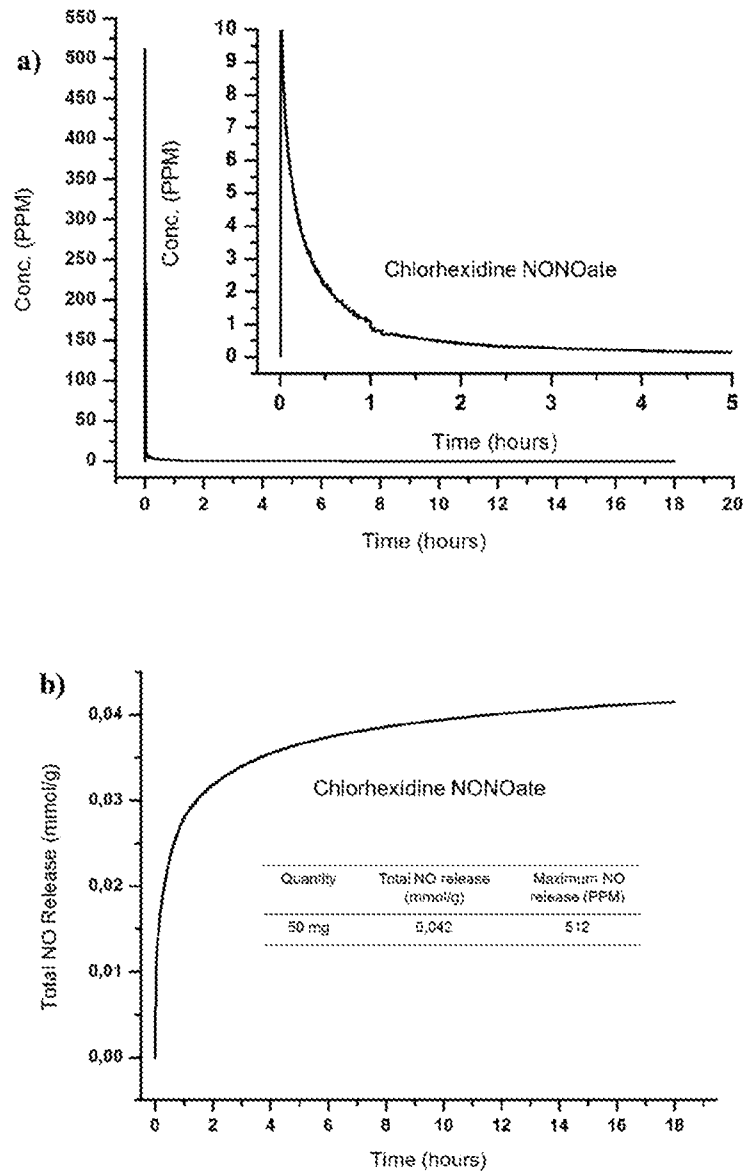 a)
550
500
450
400
350
300
250
200
150
100
50
0
Conc. (PPM)
0 2 4 6 8 10 12 14 16 18 20
Time (hours)
10
9
8
7
6
5
4
3
2
1
0
Conc. (PPM)
Chlorhexidine NONOate
0 1 2 3 4 5
Time (hours)
b)
0,04
0,03
0,02
0,01
0,00
Total NO Release (mmol/g)
Chlorhexidine NONOate
Quantity Total NO release Maximum NO
(mmol/g) release (PPM)
50 mg 0,042 512
0 2 4 6 8 10 12 14 16 18
Time (hours)